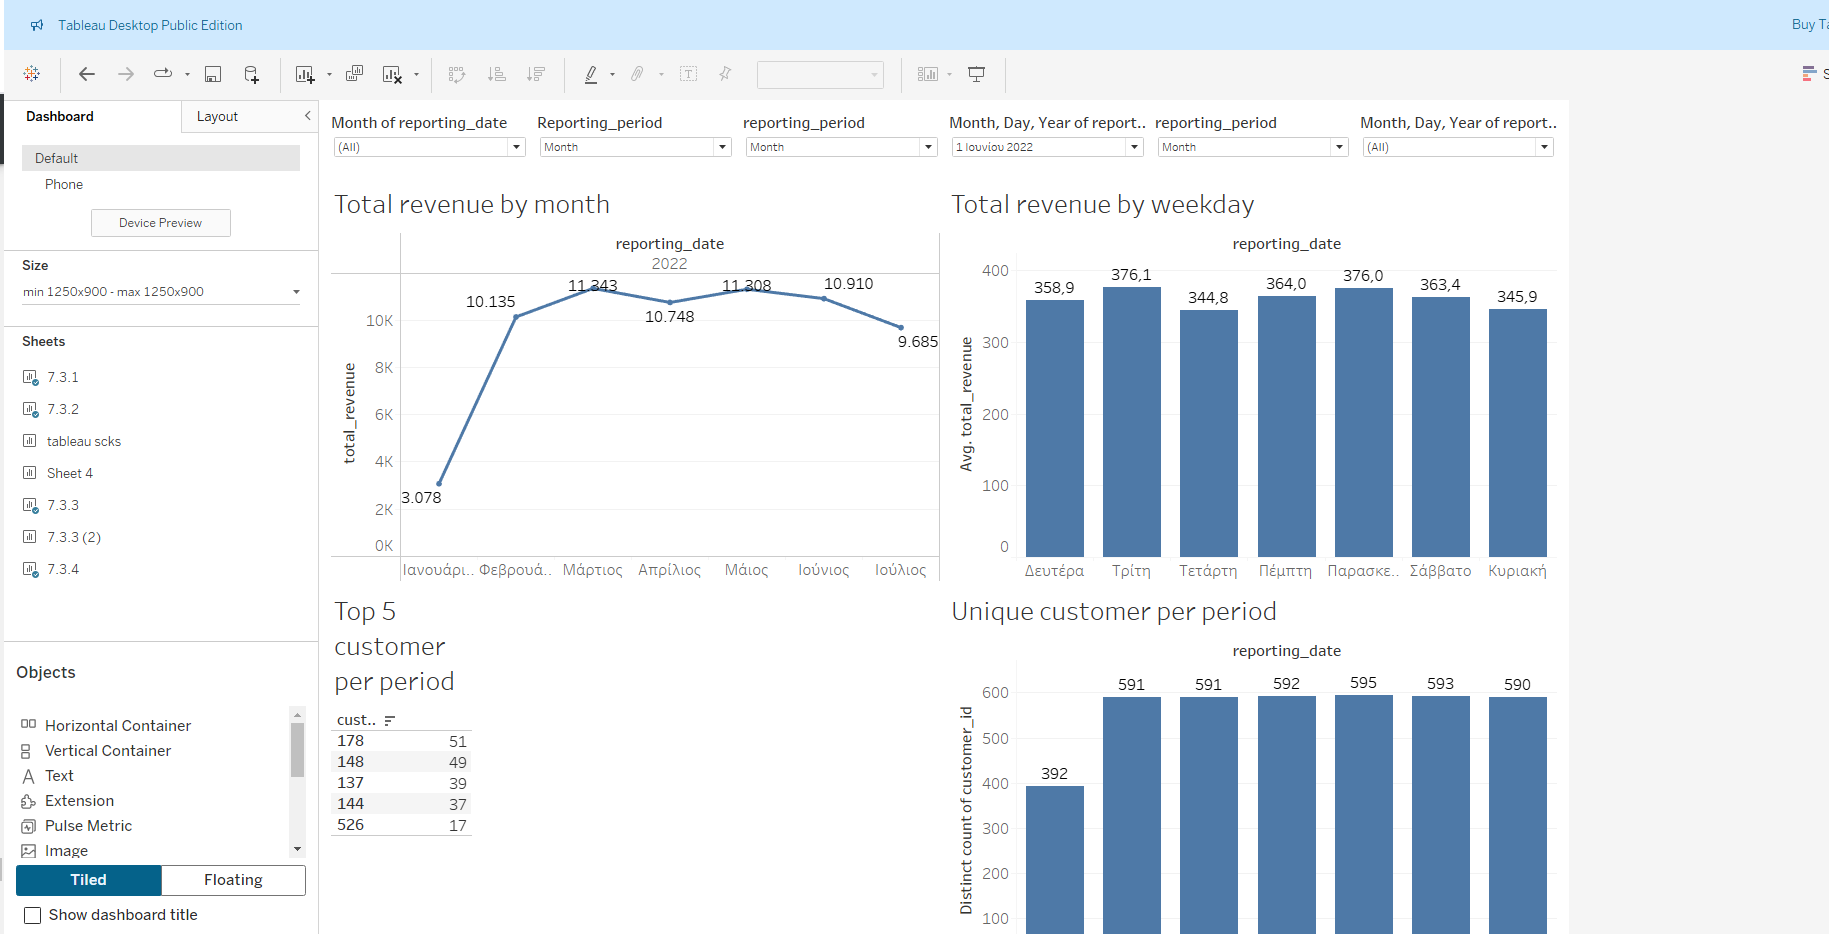 Tableau Desktop Public Edition
Buy Ta
Dashboard
Layout
Default
Phone
Device Preview
Size
min 1250x900 - max 1250x900
Sheets
7.3.1
7.3.2
tableau scks
Sheet 4
7.3.3
7.3.3 (2)
7.3.4
Objects
Horizontal Container
Vertical Container
Text
Extension
Pulse Metric
Image
Tiled
Floating
Show dashboard title
Month of reporting_date
(All)
Reporting_period
Month
reporting_period
Month
Month, Day, Year of report..
1 Ιουνίου 2022
reporting_period
Month
Month, Day, Year of report..
(All)
S
Total revenue by month
reporting_date
2022
total_revenue
10K
8K
6K
4K
2K
0K
3.078
10.135
11.343
10.748
11.308
10.910
9.685
Ιανουάρι.. Φεβρουά.. Μάρτιος Απρίλιος Μάιος Ιούνιος Ιούλιος
Total revenue by weekday
reporting_date
Avg. total_revenue
400
300
200
100
0
358,9
376,1
344,8
364,0
376,0
363,4
345,9
Δευτέρα Τρίτη Τετάρτη Πέμπτη Παρασκε.. Σάββατο Κυριακή
Top 5
customer
per period
cust..
178 51
148 49
137 39
144 37
526 17
Unique customer per period
reporting_date
Distinct count of customer_id
600
500
400
300
200
100
392
591
591
592
595
593
590